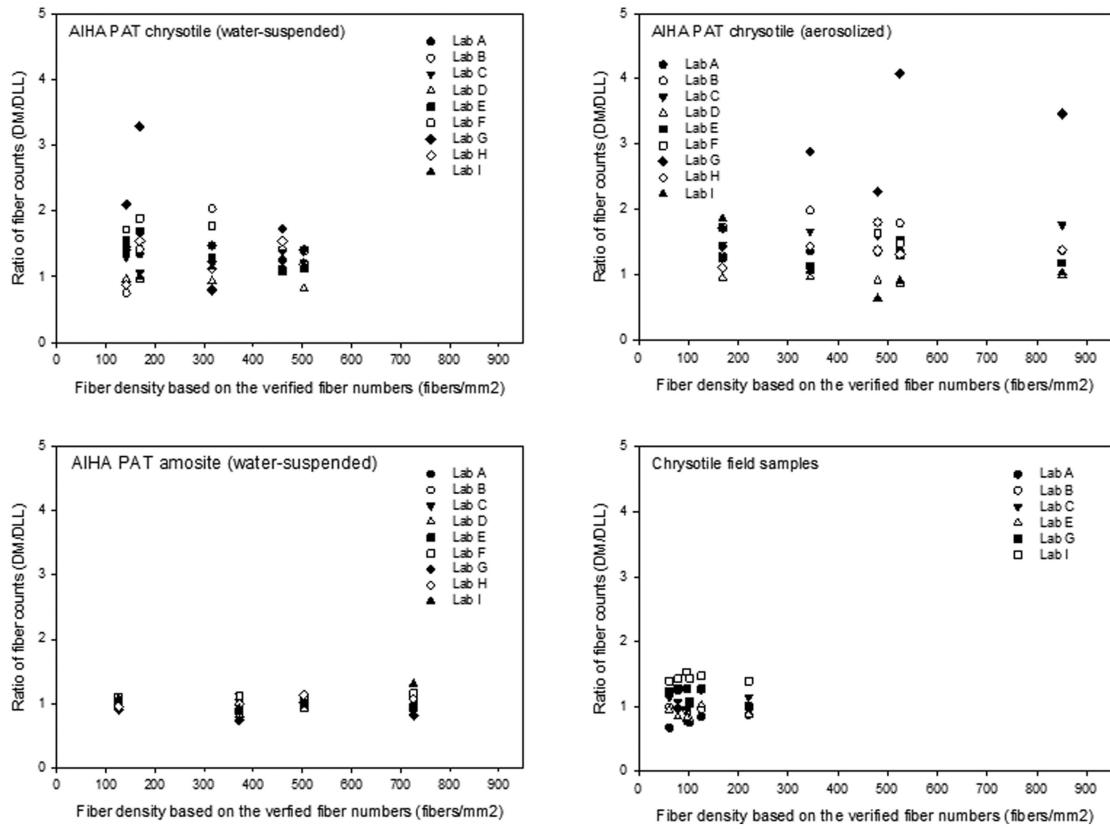 AIHA PAT chrysotile (water-suspended)
Ratio of fiber counts (DM/DLL)
5
4
3
2
1
0
Lab A
Lab B
Lab C
Lab D
Lab E
Lab F
Lab G
Lab H
Lab I
0 100 200 300 400 500 600 700 800 900
Fiber density based on the verified fiber numbers (fibers/mm2)
AIHA PAT chrysotile (aerosolized)
Ratio of fiber counts (DM/DLL)
5
4
3
2
1
0
Lab A
Lab B
Lab C
Lab D
Lab E
Lab F
Lab G
Lab H
Lab I
0 100 200 300 400 500 600 700 800 900
Fiber density based on the verified fiber numbers (fibers/mm2)
AIHA PAT amosite (water-suspended)
Ratio of fiber counts (DM/DLL)
5
4
3
2
1
0
Lab A
Lab B
Lab C
Lab D
Lab E
Lab F
Lab G
Lab H
Lab I
0 100 200 300 400 500 600 700 800 900
Fiber density based on the verfied fiber numbers (fibers/mm2)
Chrysotile field samples
Ratio of fiber counts (DM/DLL)
5
4
3
2
1
0
Lab A
Lab B
Lab C
Lab E
Lab G
Lab I
0 100 200 300 400 500 600 700 800 900
Fiber density based on the verified fiber numbers (fibers/mm2)